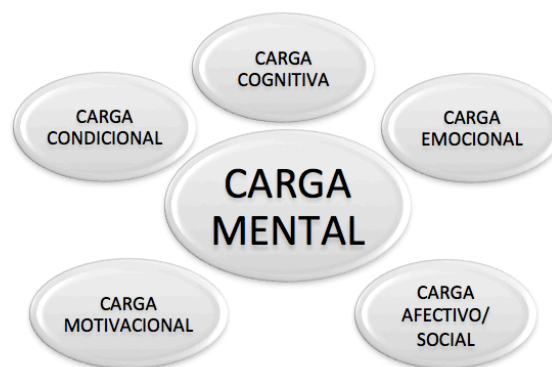 CARGA
COGNITIVA
CARGA
CONDICIONAL
CARGA
EMOCIONAL
CARGA
MENTAL
CARGA
MOTIVACIONAL
CARGA
AFECTIVO/
SOCIAL